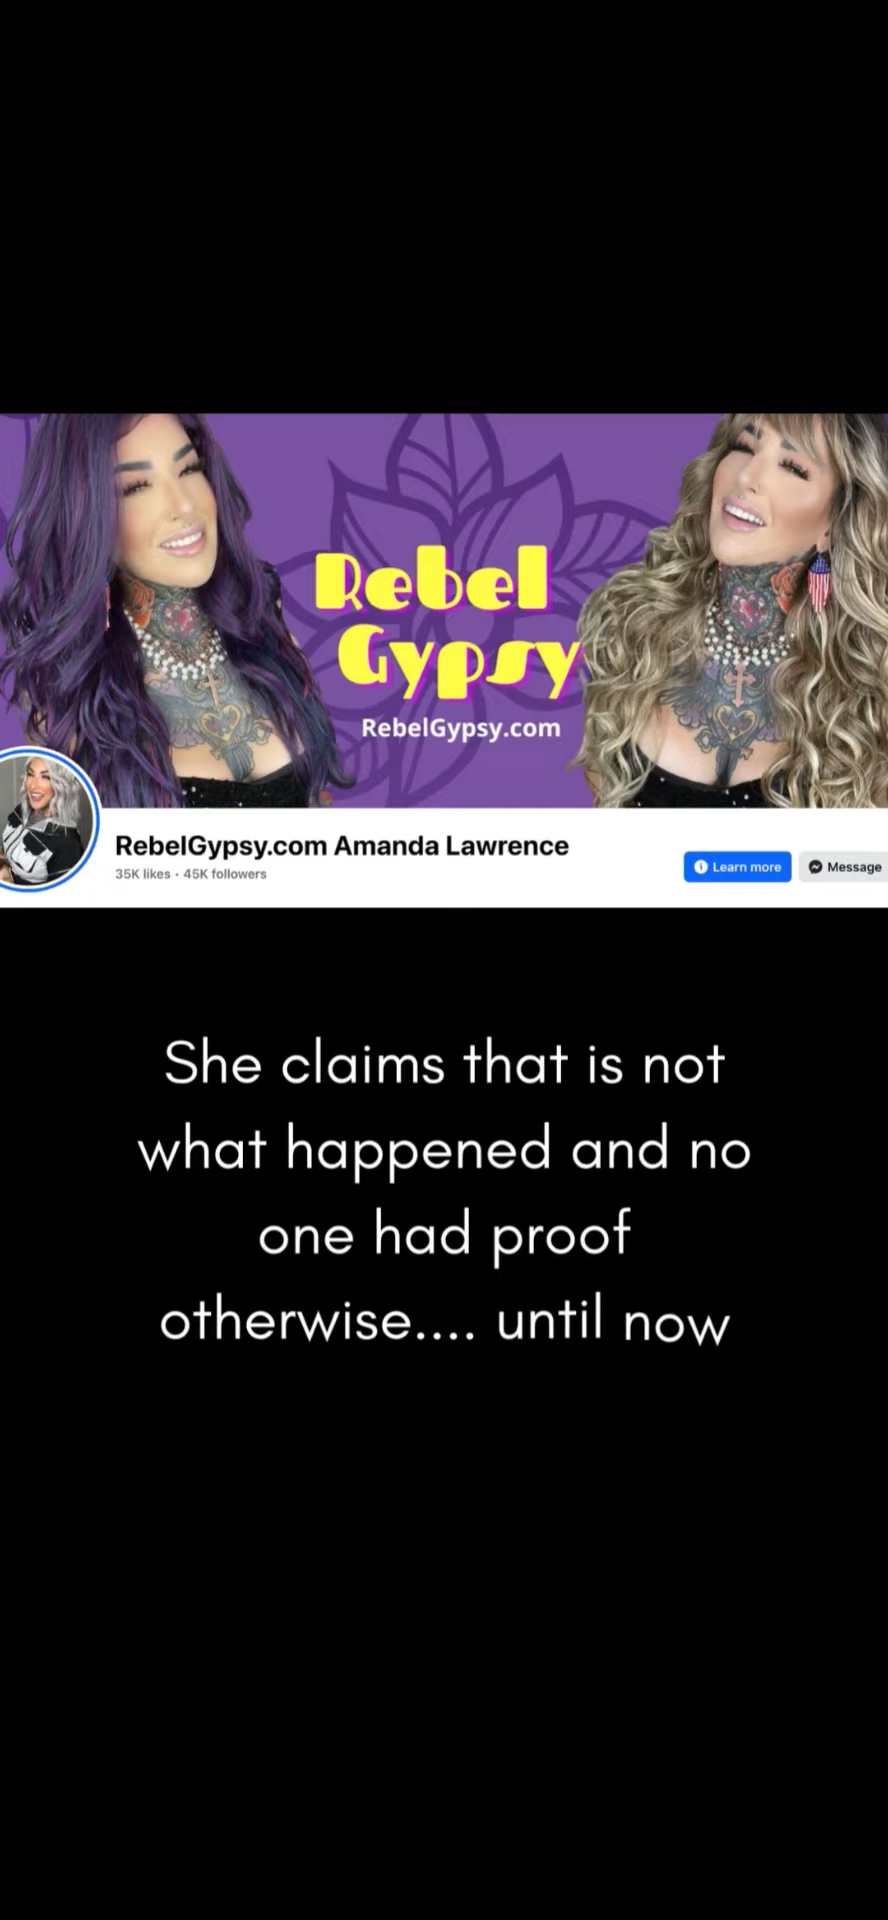 Rebel
Gypsy
RebelGypsy.com
RebelGypsy.com Amanda Lawrence
35K likes · 45K followers
Learn more
Message
She claims that is not
what happened and no
one had proof
otherwise.... until now